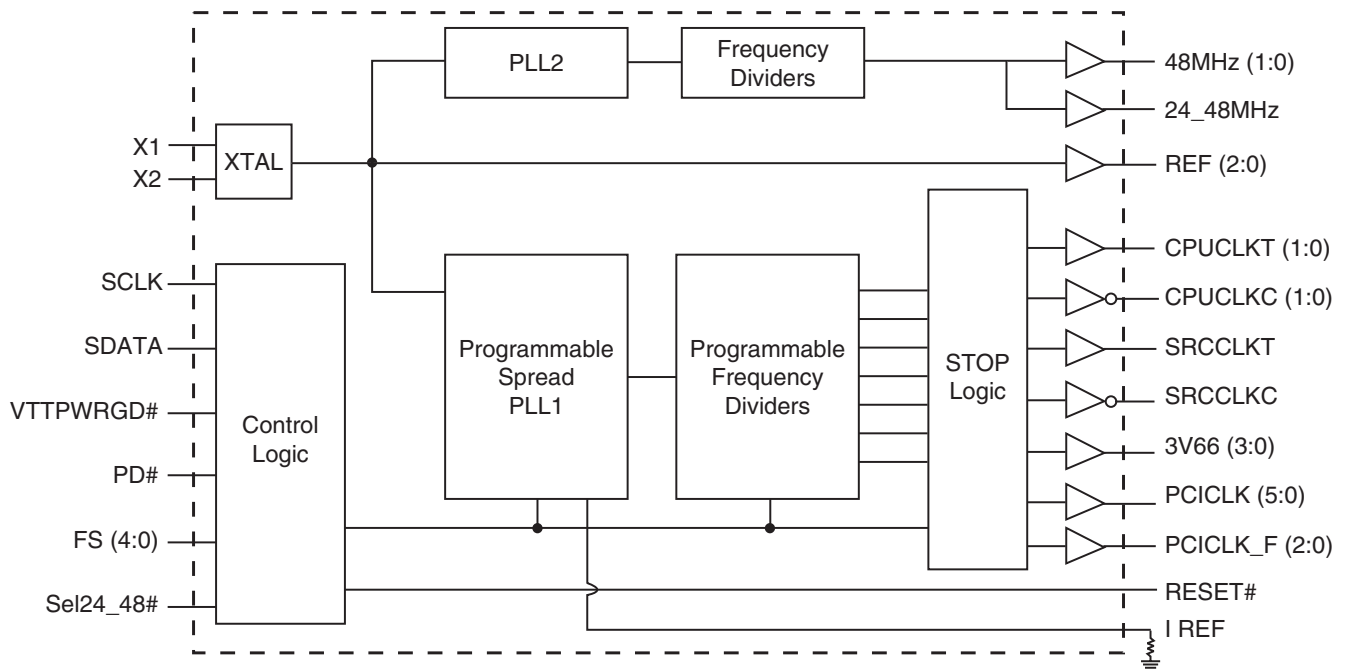 PLL2
Frequency
Dividers
48MHz (1:0)
24_48MHz
X1
X2
XTAL
REF (2:0)
SCLK
SDATA
VTTPWRGD#
PD#
FS (4:0)
Sel24_48#
Control
Logic
Programmable
Spread
PLL1
Programmable
Frequency
Dividers
STOP
Logic
CPUCLKT (1:0)
CPUCLKC (1:0)
SRCCLKT
SRCCLKC
3V66 (3:0)
PCICLK (5:0)
PCICLK_F (2:0)
RESET#
I REF